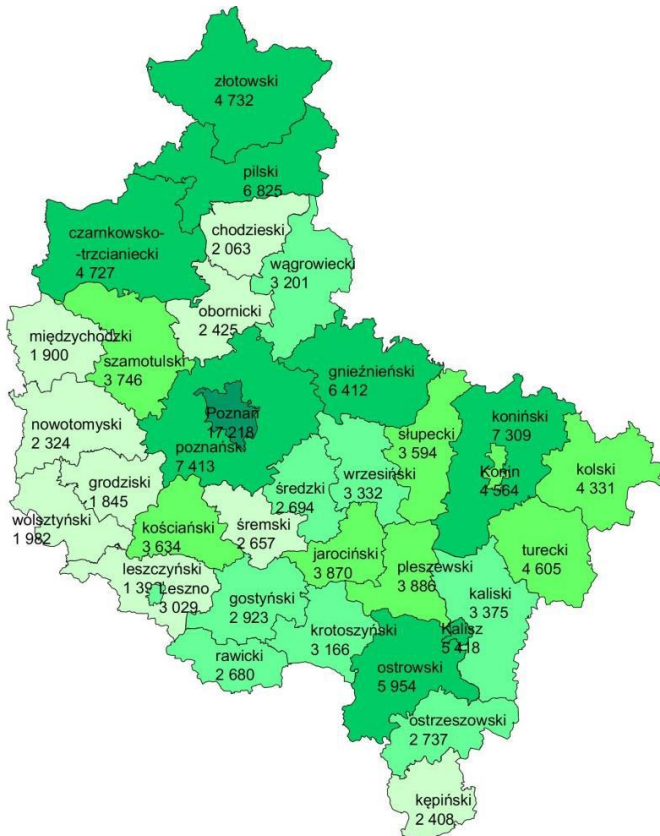 złotowski
4 732
pilski
6 825
czarnkowsko-
-trzcianecki
4 727
chodzieski
2 063
wągrowiecki
3 201
obornicki
2 425
międzychodzki
1 900
szamotulski
3 746
gnieźnieński
6 412
Poznań
17 218
poznański
7 413
nowotomyski
2 324
słupecki
3 594
koniński
7 309
Konin
4 564
kolski
4 331
grodziski
1 845
wolsztyński
1 982
kościański
3 634
śremski
2 657
średzki
2 694
wrzesiński
3 332
jarociński
3 870
pleszewski
3 886
turecki
4 605
leszczyński
Leszno
3 029
gostyński
2 923
krotoszyński
3 166
kaliski
3 375
Kalisz
5 418
rawicki
2 680
ostrowski
5 954
ostrzeszowski
2 737
kępiński
2 408